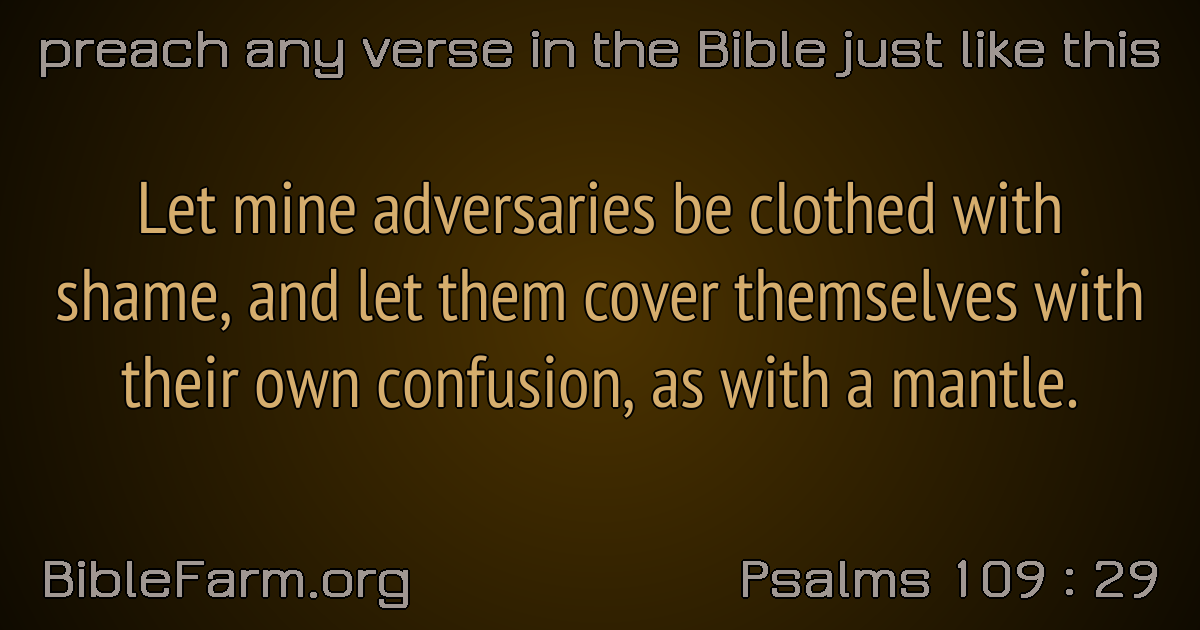 preach any verse in the Bible just like this
Let mine adversaries be clothed with
shame, and let them cover themselves with
their own confusion, as with a mantle.
BibleFarm.org
Psalms 109 : 29